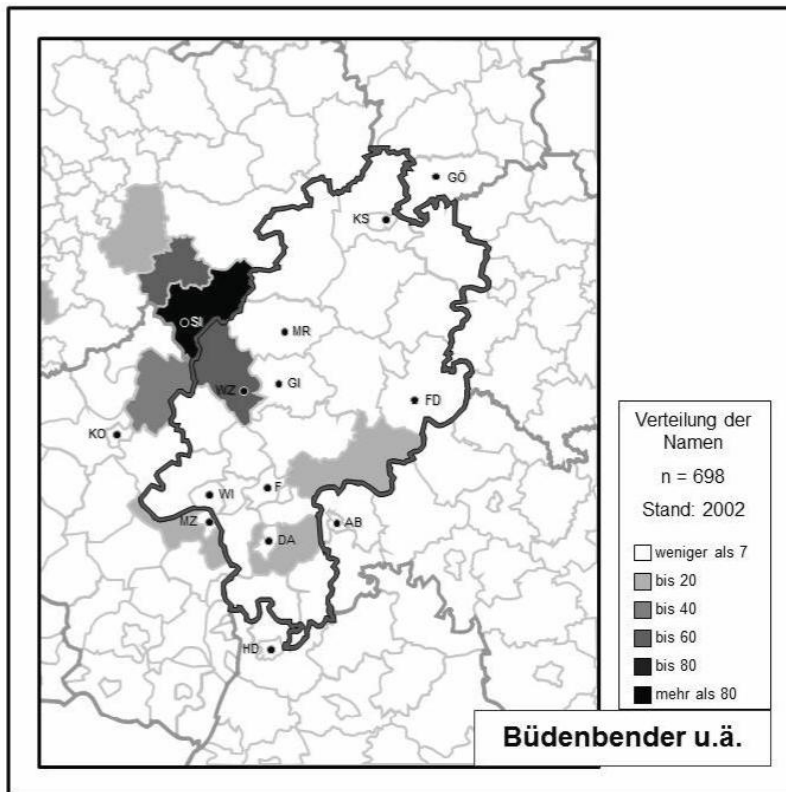 GÖ
KS
SI
MR
WZ
GI
FD
KO
F
WI
MZ
AB
DA
HD
Verteilung der
Namen
n = 698
Stand: 2002
weniger als 7
bis 20
bis 40
bis 60
bis 80
mehr als 80
Büdenbender u.ä.